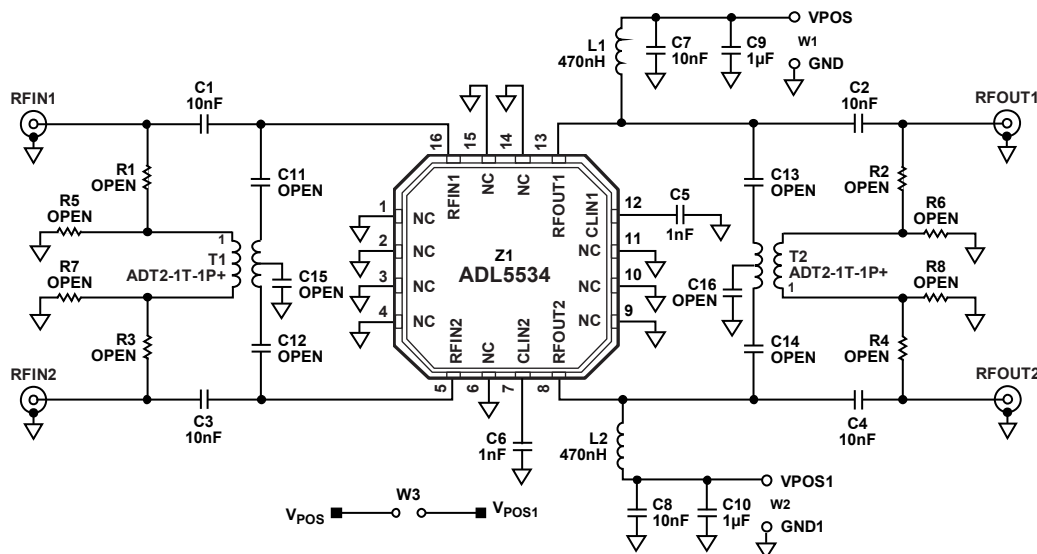 VPOS
L1
470nH
C7
10nF
C9
1µF
W1
GND
RFIN1
C1
10nF
C2
10nF
RFOUT1
16
15
14
13
R1
OPEN
C11
OPEN
RFIN1
NC
NC
RFOUT1
CLIN1
12
C5
1nF
C13
OPEN
R2
OPEN
R5
OPEN
1
NC
R6
OPEN
1
T1
ADT2-1T-1P+
2
NC
Z1
ADL5534
NC
11
T2
ADT2-1T-1P+
1
R7
OPEN
C15
OPEN
3
NC
NC
10
C16
OPEN
R8
OPEN
4
NC
NC
9
R3
OPEN
C12
OPEN
RFIN2
NC
CLIN2
RFOUT2
C14
OPEN
R4
OPEN
RFIN2
5
6
7
8
RFOUT2
C3
10nF
C4
10nF
C6
1nF
L2
470nH
VPOS1
W3
VPOS
VPOS1
C8
10nF
C10
1µF
W2
GND1